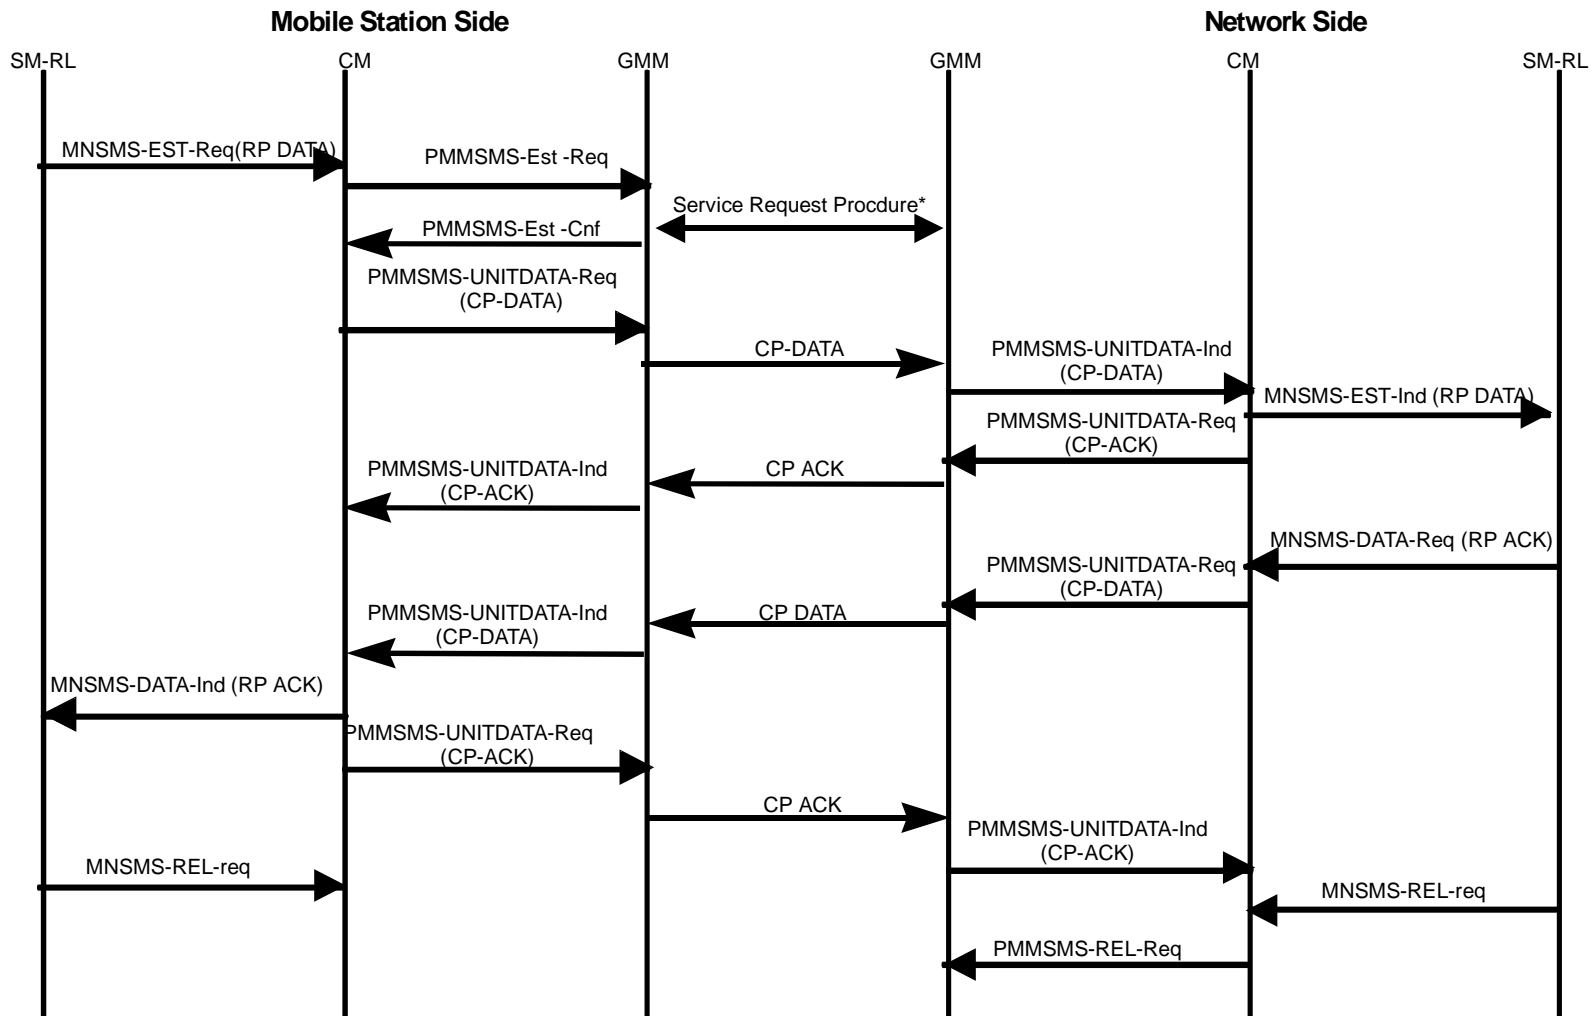 Mobile Station Side
Network Side
SM-RL
CM
GMM
GMM
CM
SM-RL
MNSMS-EST-Req(RP DATA)
PMMSMS-Est -Req
Service Request Procdure*
PMMSMS-Est -Cnf
PMMSMS-UNITDATA-Req
(CP-DATA)
CP-DATA
PMMSMS-UNITDATA-Ind
(CP-DATA)
MNSMS-EST-Ind (RP DATA)
PMMSMS-UNITDATA-Req
(CP-ACK)
CP ACK
PMMSMS-UNITDATA-Ind
(CP-ACK)
MNSMS-DATA-Req (RP ACK)
PMMSMS-UNITDATA-Req
(CP-DATA)
CP DATA
PMMSMS-UNITDATA-Ind
(CP-DATA)
MNSMS-DATA-Ind (RP ACK)
PMMSMS-UNITDATA-Req
(CP-ACK)
CP ACK
PMMSMS-UNITDATA-Ind
(CP-ACK)
MNSMS-REL-req
MNSMS-REL-req
PMMSMS-REL-Req